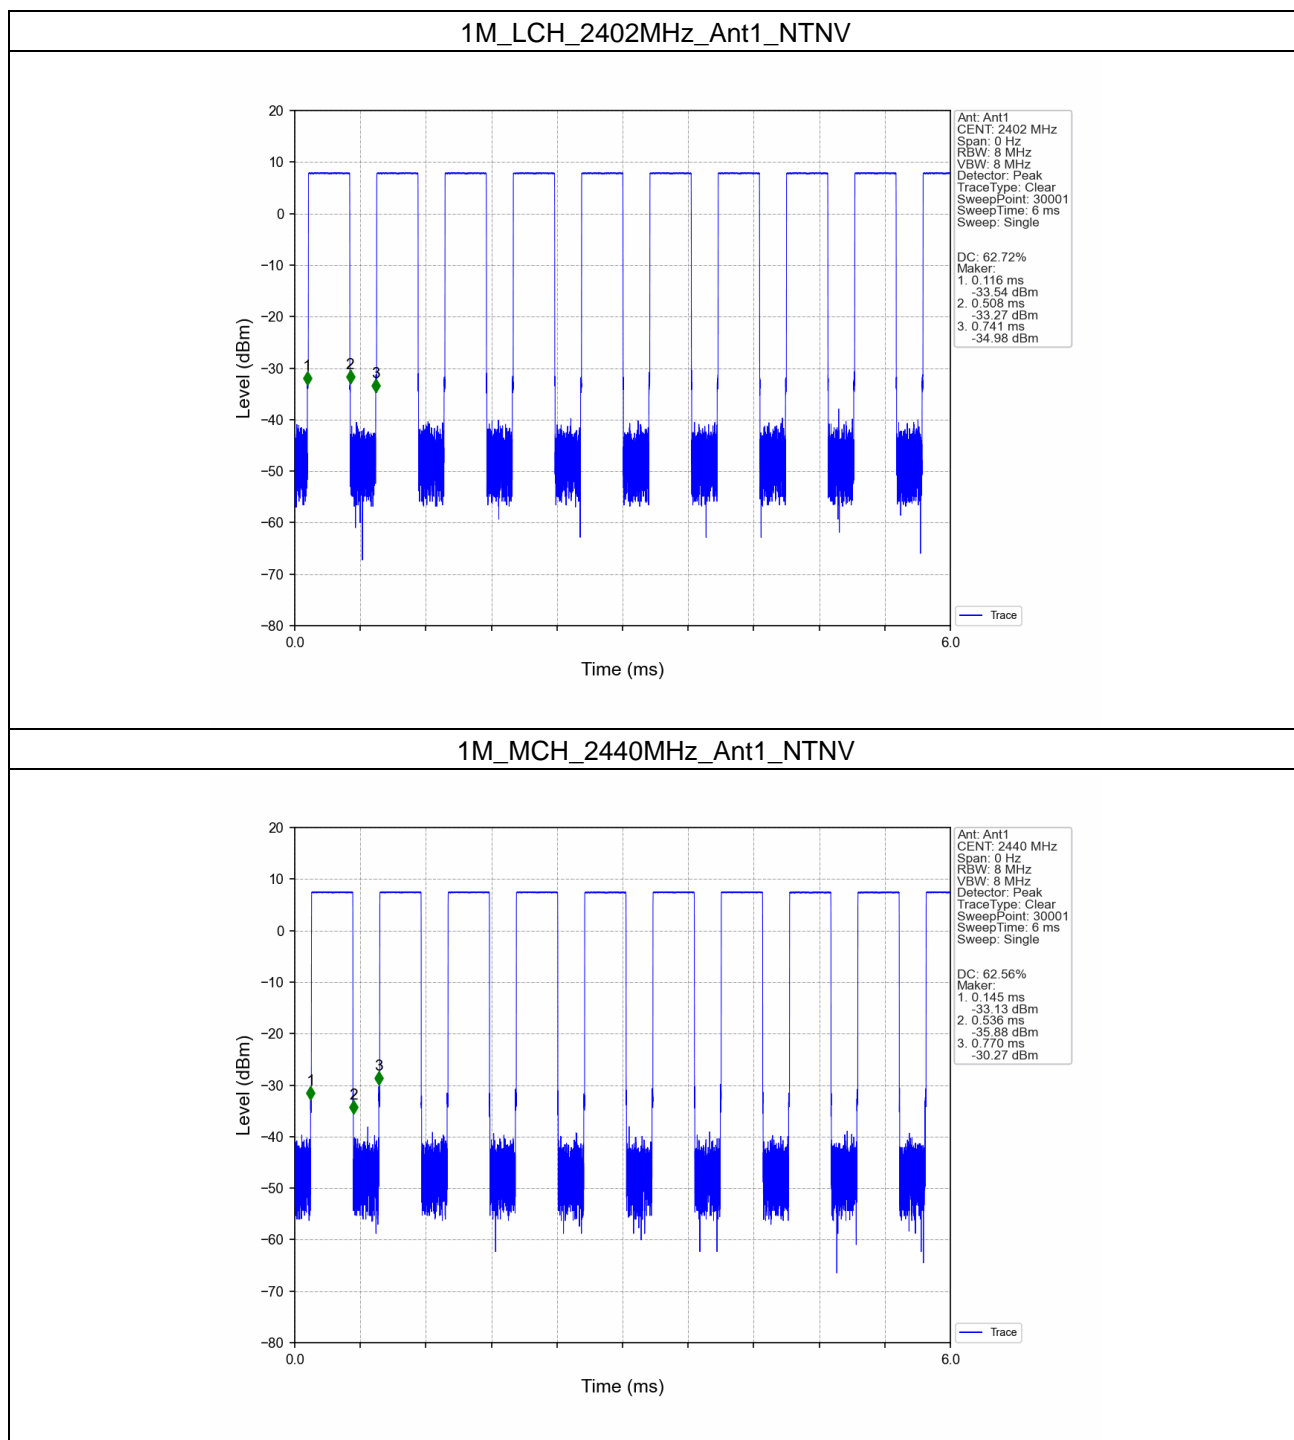 1M_LCH_2402MHz_Ant1_NTNV
20
10
0
−10
−20
−30
−40
−50
−60
−70
−80
Level (dBm)
1
2
3
0.0
6.0
Time (ms)
Ant: Ant1
CENT: 2402 MHz
Span: 0 Hz
RBW: 8 MHz
VBW: 8 MHz
Detector: Peak
TraceType: Clear
SweepPoint: 30001
SweepTime: 6 ms
Sweep: Single
DC: 62.72%
Maker:
1. 0.116 ms
-33.54 dBm
2. 0.508 ms
-33.27 dBm
3. 0.741 ms
-34.98 dBm
Trace
1M_MCH_2440MHz_Ant1_NTNV
20
10
0
−10
−20
−30
−40
−50
−60
−70
−80
Level (dBm)
1
2
3
0.0
6.0
Time (ms)
Ant: Ant1
CENT: 2440 MHz
Span: 0 Hz
RBW: 8 MHz
VBW: 8 MHz
Detector: Peak
TraceType: Clear
SweepPoint: 30001
SweepTime: 6 ms
Sweep: Single
DC: 62.56%
Maker:
1. 0.145 ms
-33.13 dBm
2. 0.536 ms
-35.88 dBm
3. 0.770 ms
-30.27 dBm
Trace